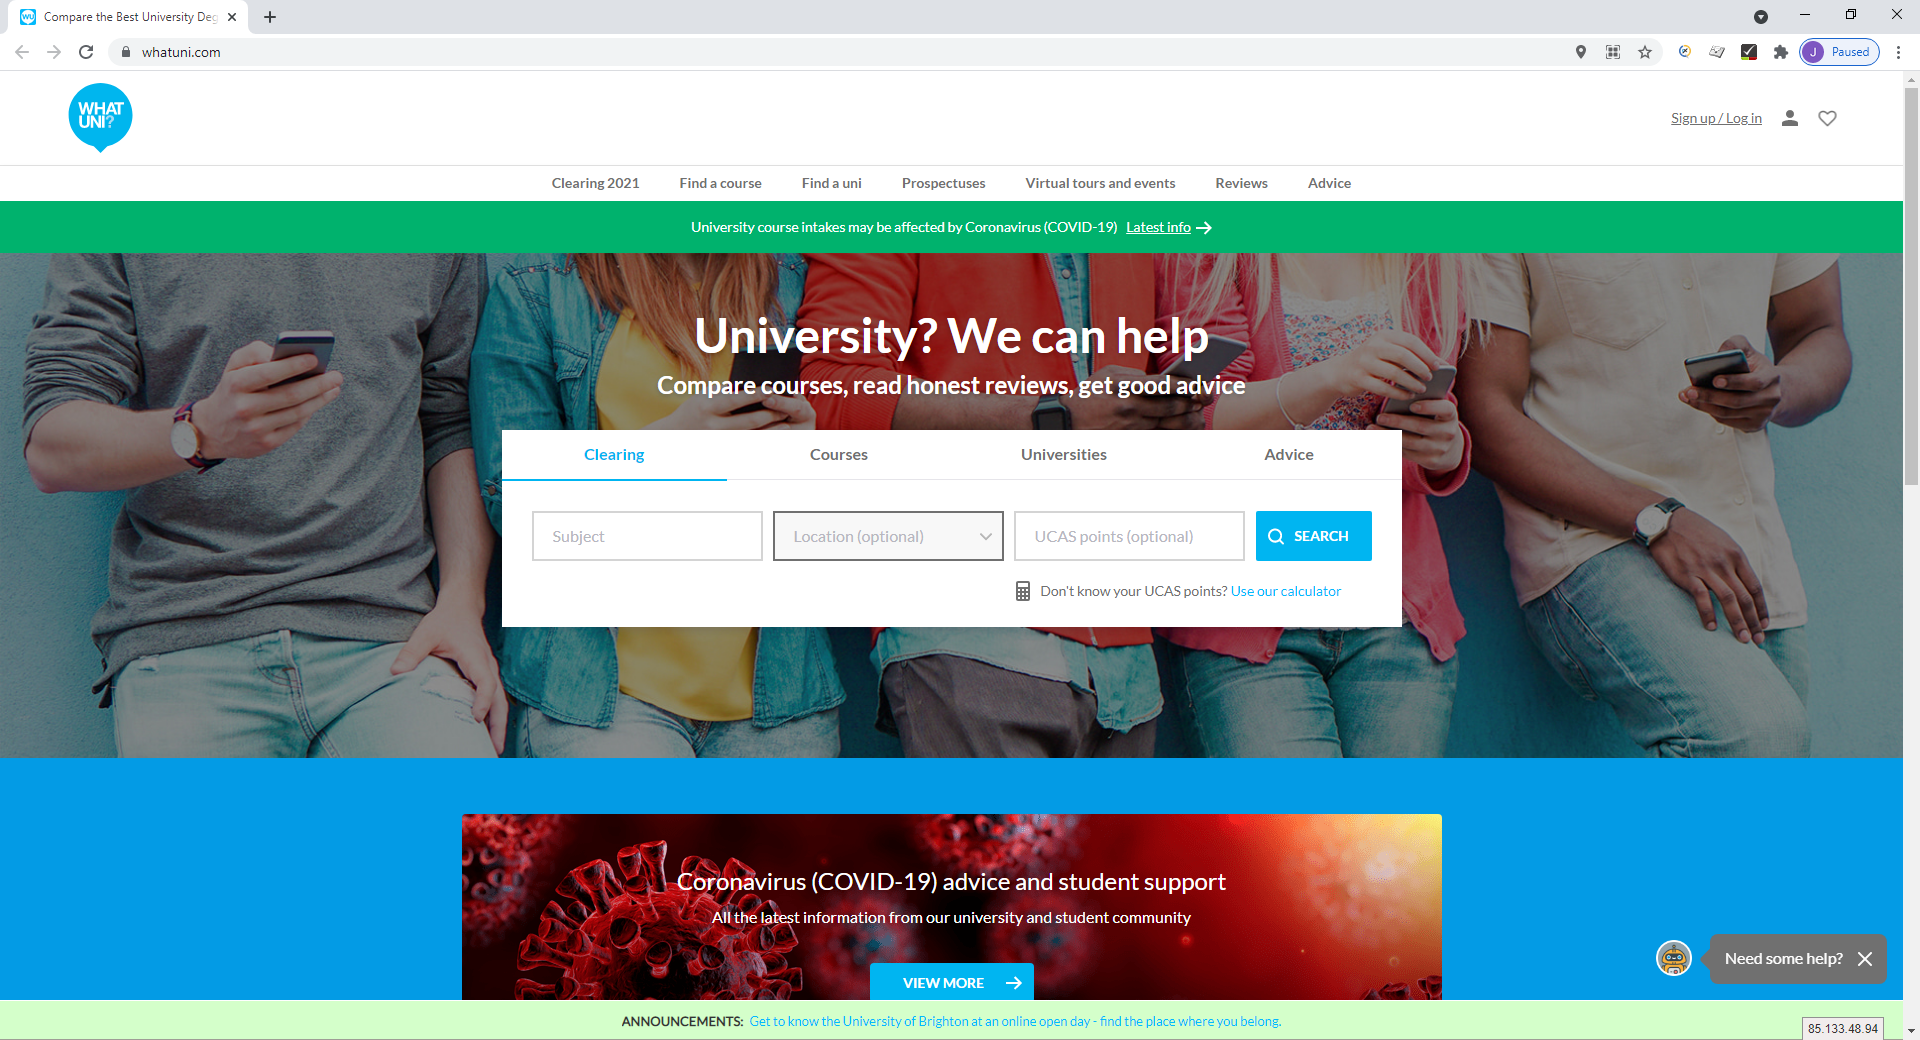 Compare the Best University Deg
whatuni.com
J Paused
WHAT
UNI?
Sign up / Log in
Clearing 2021 Find a course Find a uni Prospectuses Virtual tours and events Reviews Advice
University course intakes may be affected by Coronavirus (COVID-19) Latest info
University? We can help
Compare courses, read honest reviews, get good advice
Clearing Courses Universities Advice
Subject Location (optional) UCAS points (optional) SEARCH
Don't know your UCAS points? Use our calculator
Coronavirus (COVID-19) advice and student support
All the latest information from our university and student community
VIEW MORE
Need some help?
ANNOUNCEMENTS: Get to know the University of Brighton at an online open day - find the place where you belong.
85.133.48.94